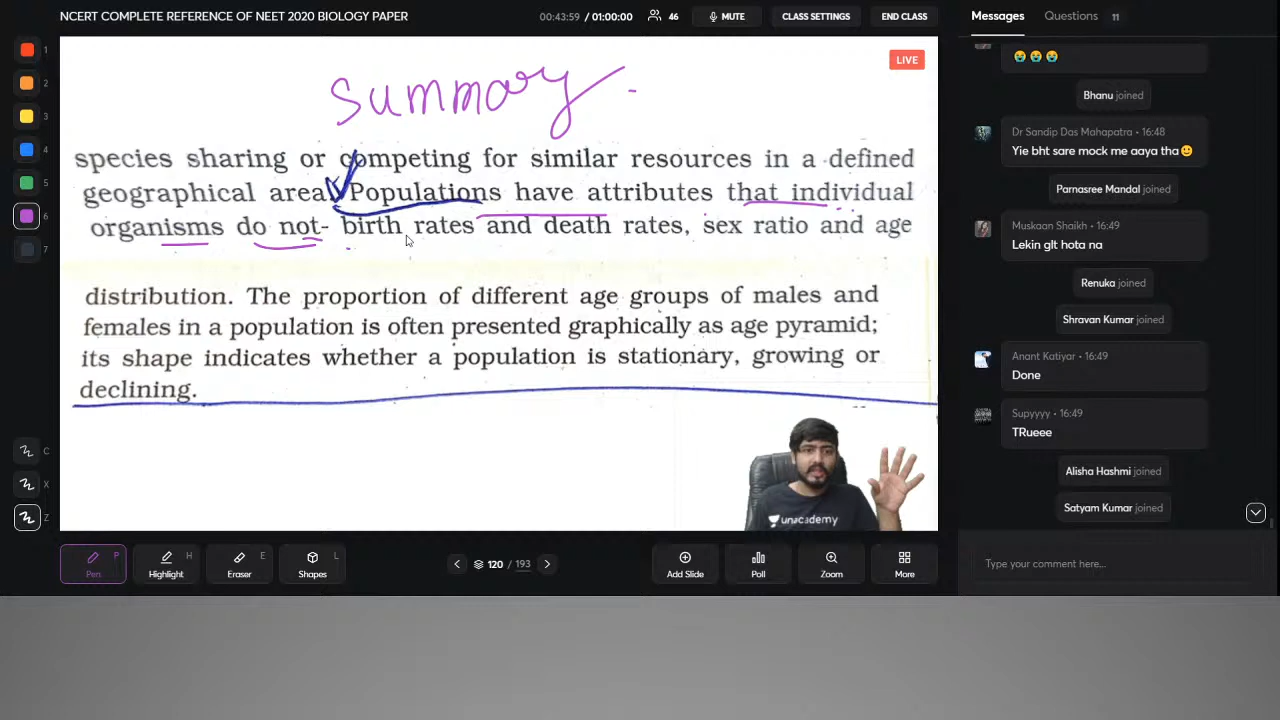 NCERT COMPLETE REFERENCE OF NEET 2020 BIOLOGY PAPER
00:43:59 / 01:00:00
46
MUTE
CLASS SETTINGS
END CLASS
Messages
Questions 11
LIVE
1
2
3
4
5
6
7
C
X
Z
Summary
species sharing or competing for similar resources in a defined
geographical area. Populations have attributes that individual
organisms do not- birth rates and death rates, sex ratio and age
distribution. The proportion of different age groups of males and
females in a population is often presented graphically as age pyramid;
its shape indicates whether a population is stationary, growing or
declining.
unacademy
Bhanu joined
Dr Sandip Das Mahapatra • 16:48
Yie bht sare mock me aaya tha
Parnasree Mandal joined
Muskaan Shaikh • 16:49
Lekin glt hota na
Renuka joined
Shravan Kumar joined
Anant Katiyar • 16:49
Done
Supyyyy • 16:49
TRueee
Alisha Hashmi joined
Satyam Kumar joined
Type your comment here...
P
Pen
H
Highlight
E
Eraser
L
Shapes
120 / 193
Add Slide
Poll
Zoom
More